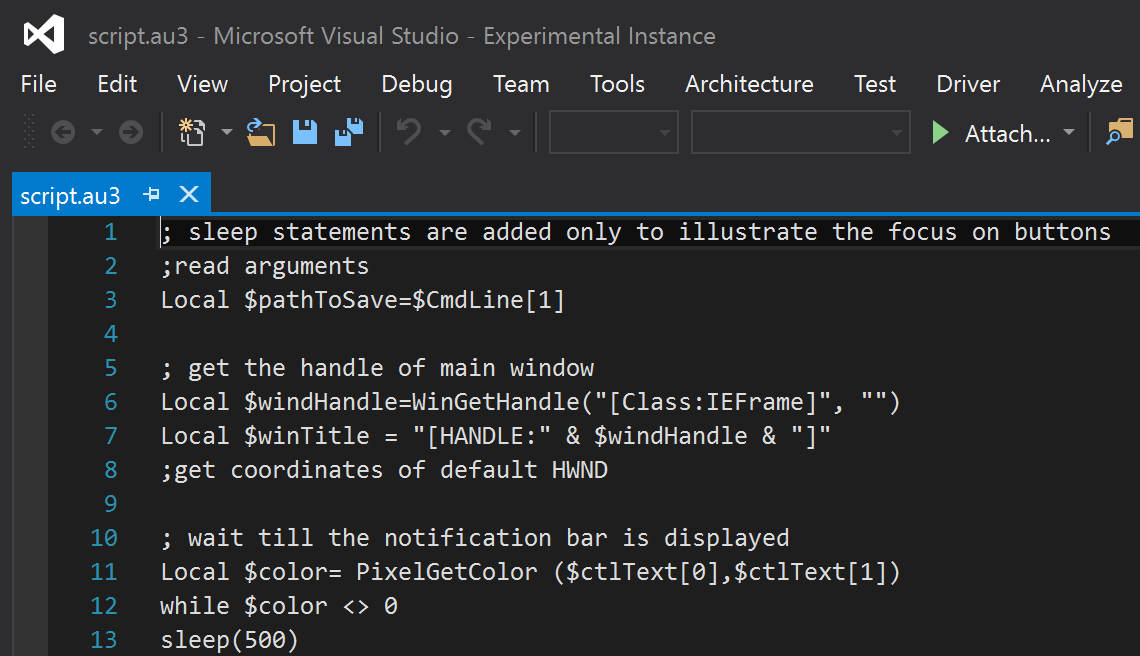 script.au3 - Microsoft Visual Studio - Experimental Instance
File Edit View Project Debug Team Tools Architecture Test Driver Analyze
Attach...
script.au3
1 ; sleep statements are added only to illustrate the focus on buttons
2 ;read arguments
3 Local $pathToSave=$CmdLine[1]
4
5 ; get the handle of main window
6 Local $windHandle=WinGetHandle("[Class:IEFrame]", "")
7 Local $winTitle = "[HANDLE:" & $windHandle & "]"
8 ;get coordinates of default HWND
9
10 ; wait till the notification bar is displayed
11 Local $color= PixelGetColor ($ctlText[0],$ctlText[1])
12 while $color <> 0
13 sleep(500)